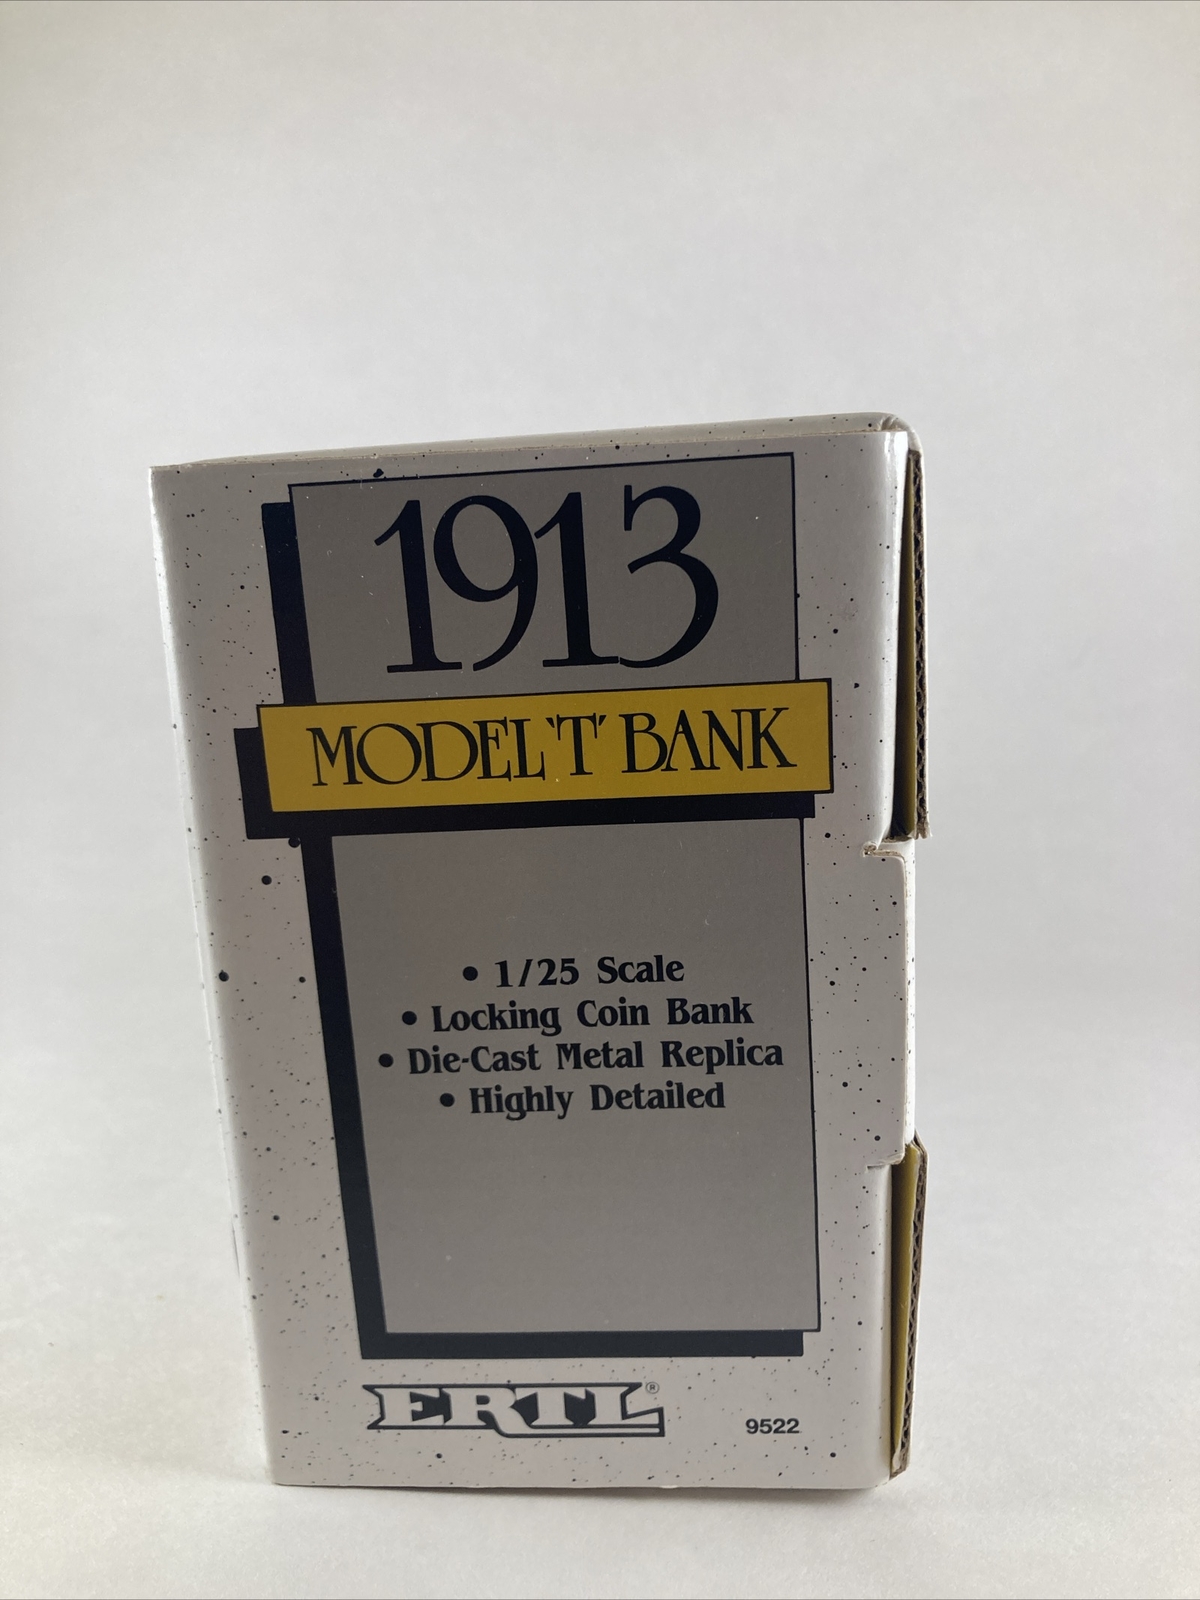 1913
MODEL 'T' BANK
• 1/25 Scale
• Locking Coin Bank
• Die-Cast Metal Replica
• Highly Detailed
ERTL®
9522